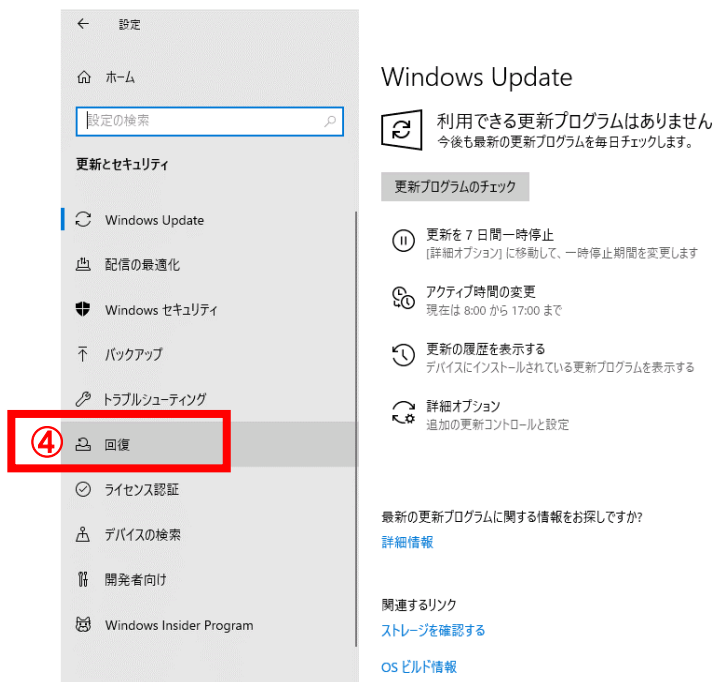 設定
ホーム
設定の検索
更新とセキュリティ
Windows Update
配信の最適化
Windows セキュリティ
バックアップ
トラブルシューティング
④
回復
ライセンス認証
デバイスの検索
開発者向け
Windows Insider Program
Windows Update
利用できる更新プログラムはありません
今後も最新の更新プログラムを毎日チェックします。
更新プログラムのチェック
更新を 7 日間一時停止
[詳細オプション] に移動して、一時停止期間を変更します
アクティブ時間の変更
現在は 8:00 から 17:00 まで
更新の履歴を表示する
デバイスにインストールされている更新プログラムを表示する
詳細オプション
追加の更新コントロールと設定
最新の更新プログラムに関する情報をお探しですか?
詳細情報
関連するリンク
ストレージを確認する
OS ビルド情報